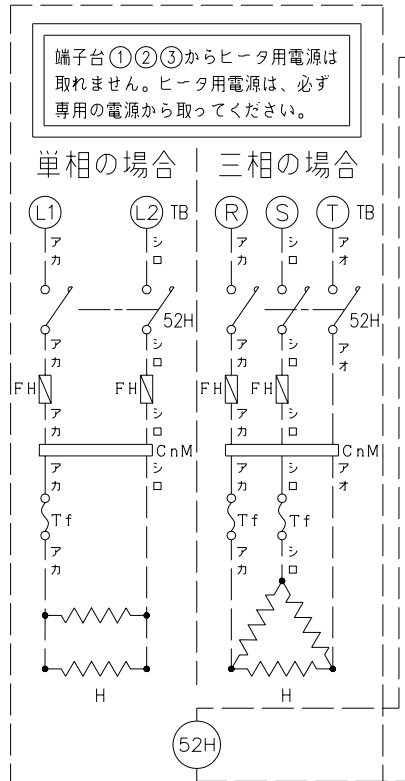 端子台①②③からヒータ用電源は
取れません。ヒータ用電源は、必ず
専用の電源から取ってください。
単相の場合
三相の場合
L1
L2
TB
R
S
T
TB
アカ
シロ
アカ
シロ
アオ
52H
52H
アカ
シロ
アカ
シロ
アオ
FH
FH
FH
FH
アカ
シロ
アカ
シロ
CnM
CnM
アカ
シロ
アカ
シロ
アオ
Tf
Tf
Tf
アカ
アカ
シロ
H
H
52H